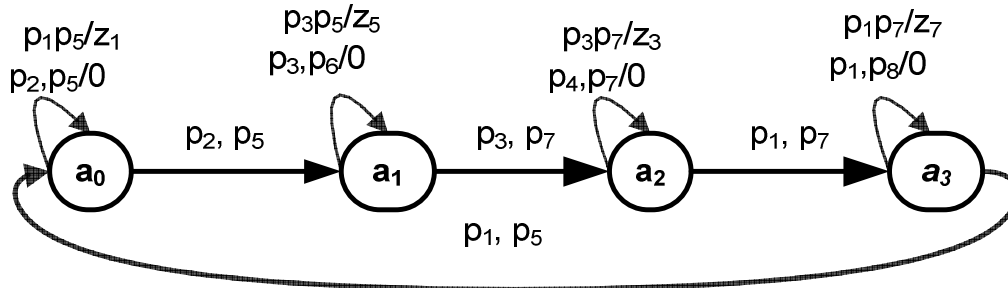 p1p5/z1
p2,p5/0
p3p5/z5
p3,p6/0
p3p7/z3
p4,p7/0
p1p7/z7
p1,p8/0
p2, p5
p3, p7
p1, p7
a0
a1
a2
a3
p1, p5